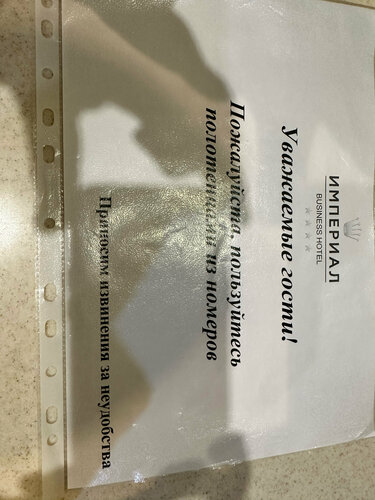 ИМПЕРИАЛ
BUSINESS HOTEL
Уважаемые гости!
Пожалуйста, пользуйтесь
полотенцами из номеров
Приносим извинения за неудобства